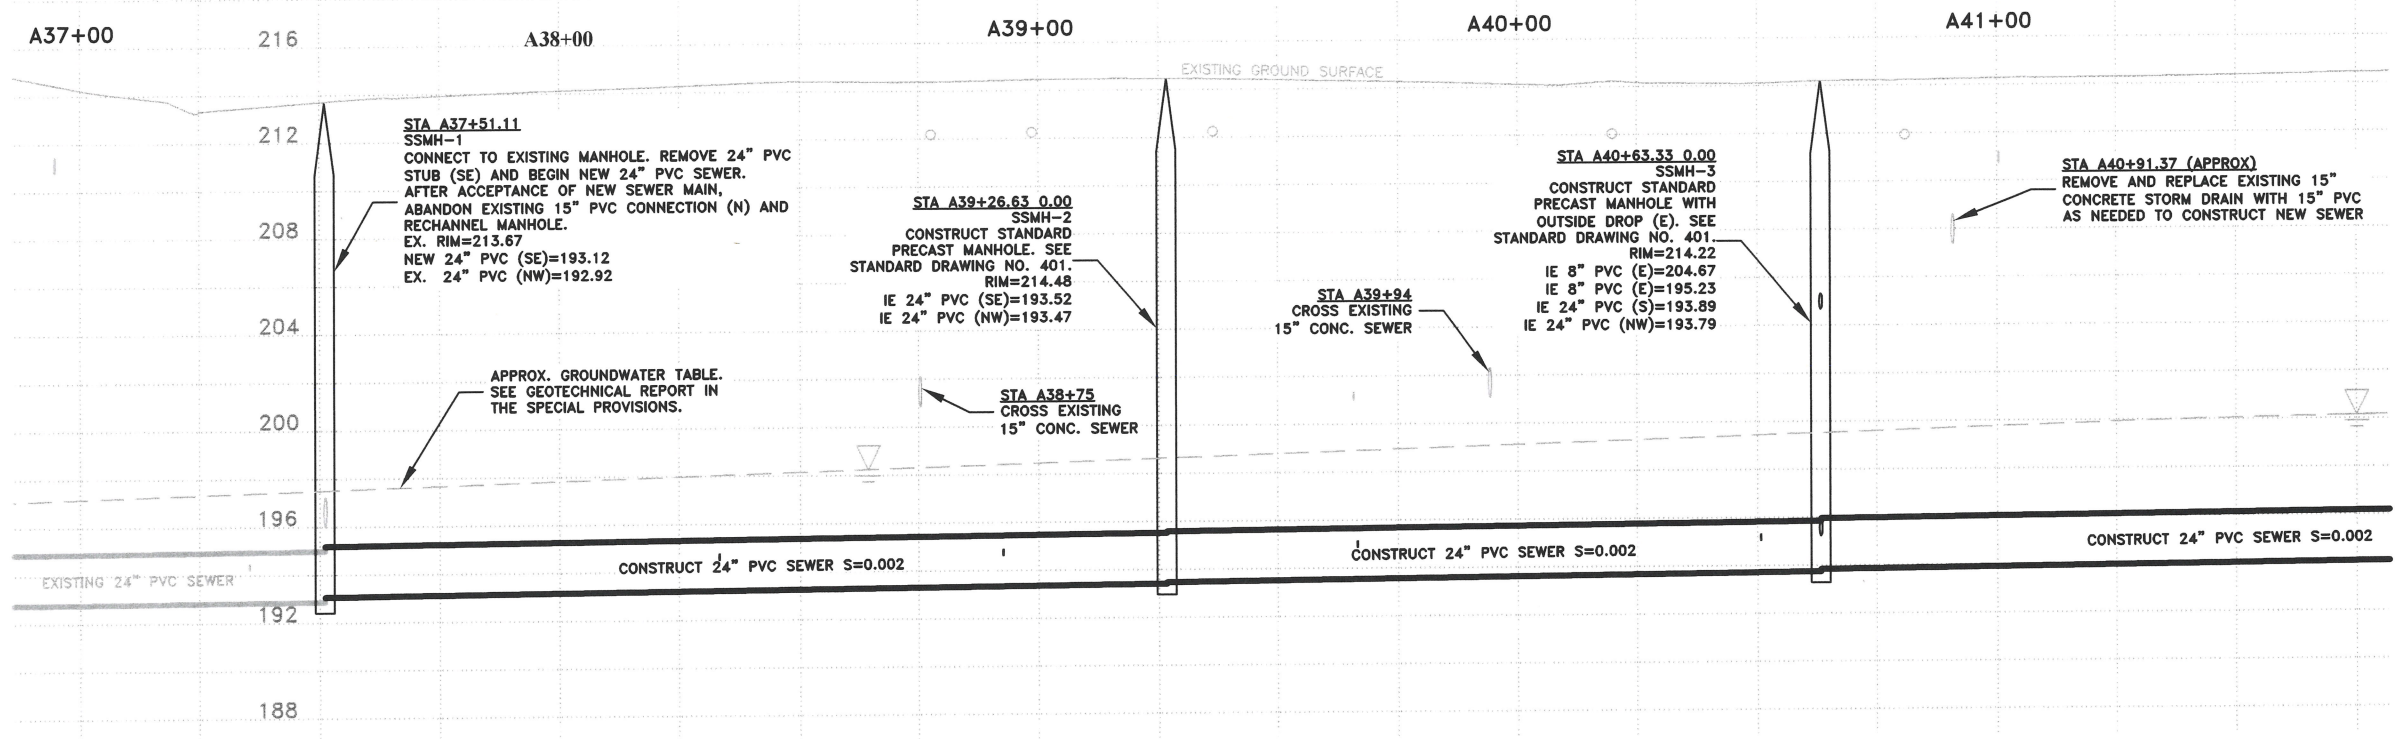 A37+00
A38+00
A39+00
A40+00
A41+00
216
212
208
204
200
196
192
188
EXISTING GROUND SURFACE
STA A37+51.11
SSMH-1
CONNECT TO EXISTING MANHOLE. REMOVE 24" PVC
STUB (SE) AND BEGIN NEW 24" PVC SEWER.
AFTER ACCEPTANCE OF NEW SEWER MAIN,
ABANDON EXISTING 15" PVC CONNECTION (N) AND
RECHANNEL MANHOLE.
EX. RIM=213.67
NEW 24" PVC (SE)=193.12
EX. 24" PVC (NW)=192.92
APPROX. GROUNDWATER TABLE.
SEE GEOTECHNICAL REPORT IN
THE SPECIAL PROVISIONS.
STA A39+26.63 0.00
SSMH-2
CONSTRUCT STANDARD
PRECAST MANHOLE. SEE
STANDARD DRAWING NO. 401.
RIM=214.48
IE 24" PVC (SE)=193.52
IE 24" PVC (NW)=193.47
STA A38+75
CROSS EXISTING
15" CONC. SEWER
STA A39+94
CROSS EXISTING
15" CONC. SEWER
STA A40+63.33 0.00
SSMH-3
CONSTRUCT STANDARD
PRECAST MANHOLE WITH
OUTSIDE DROP (E). SEE
STANDARD DRAWING NO. 401.
RIM=214.22
IE 8" PVC (E)=204.67
IE 8" PVC (E)=195.23
IE 24" PVC (S)=193.89
IE 24" PVC (NW)=193.79
STA A40+91.37 (APPROX)
REMOVE AND REPLACE EXISTING 15"
CONCRETE STORM DRAIN WITH 15" PVC
AS NEEDED TO CONSTRUCT NEW SEWER
EXISTING 24" PVC SEWER
CONSTRUCT 24" PVC SEWER S=0.002
CONSTRUCT 24" PVC SEWER S=0.002
CONSTRUCT 24" PVC SEWER S=0.002